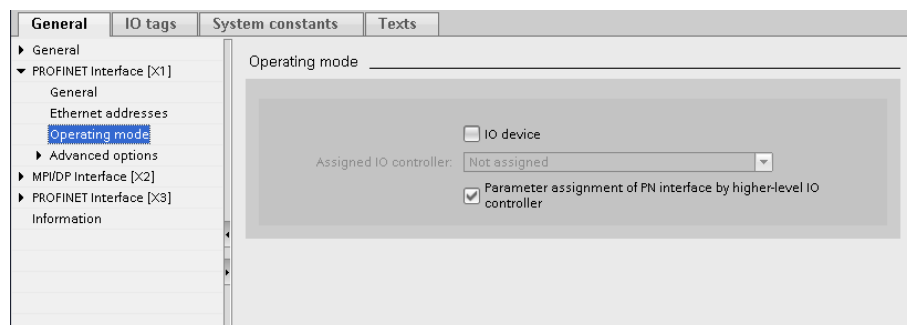 General
IO tags
System constants
Texts
General
PROFINET Interface [X1]
General
Ethernet addresses
Operating mode
Advanced options
MPI/DP Interface [X2]
PROFINET Interface [X3]
Information
Operating mode
IO device
Assigned IO controller:
Not assigned
Parameter assignment of PN interface by higher-level IO
controller